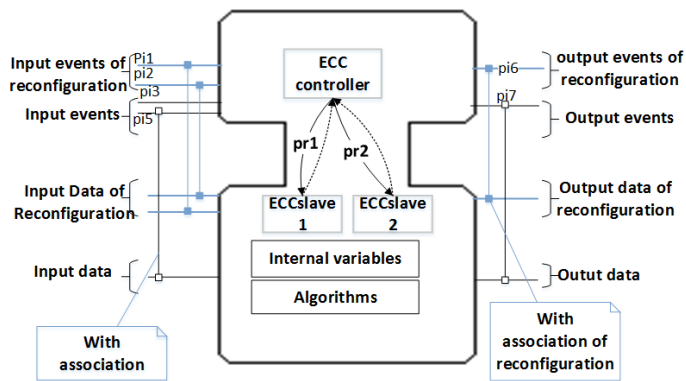 Input events of
reconfiguration
Pi1
pi2
pi3
Input events
pi5
ECC
controller
pi6
output events of
reconfiguration
pi7
Output events
pr1
pr2
Input Data of
Reconfiguration
ECCslave
1
ECCslave
2
Output data of
reconfiguration
Internal variables
Input data
Algorithms
Outut data
With
association
With
association of
reconfiguration